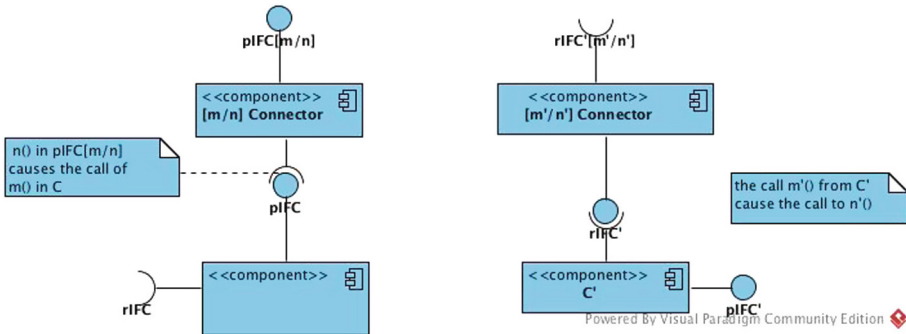 pIFC[m/n]
<<component>>
[m/n] Connector
n() in pIFC[m/n]
causes the call of
m() in C
pIFC
<<component>>
rIFC
rIFC'[m'/n']
<<component>>
[m'/n'] Connector
the call m'() from C'
cause the call to n'()
rIFC'
<<component>>
C'
pIFC'
Powered By Visual Paradigm Community Edition